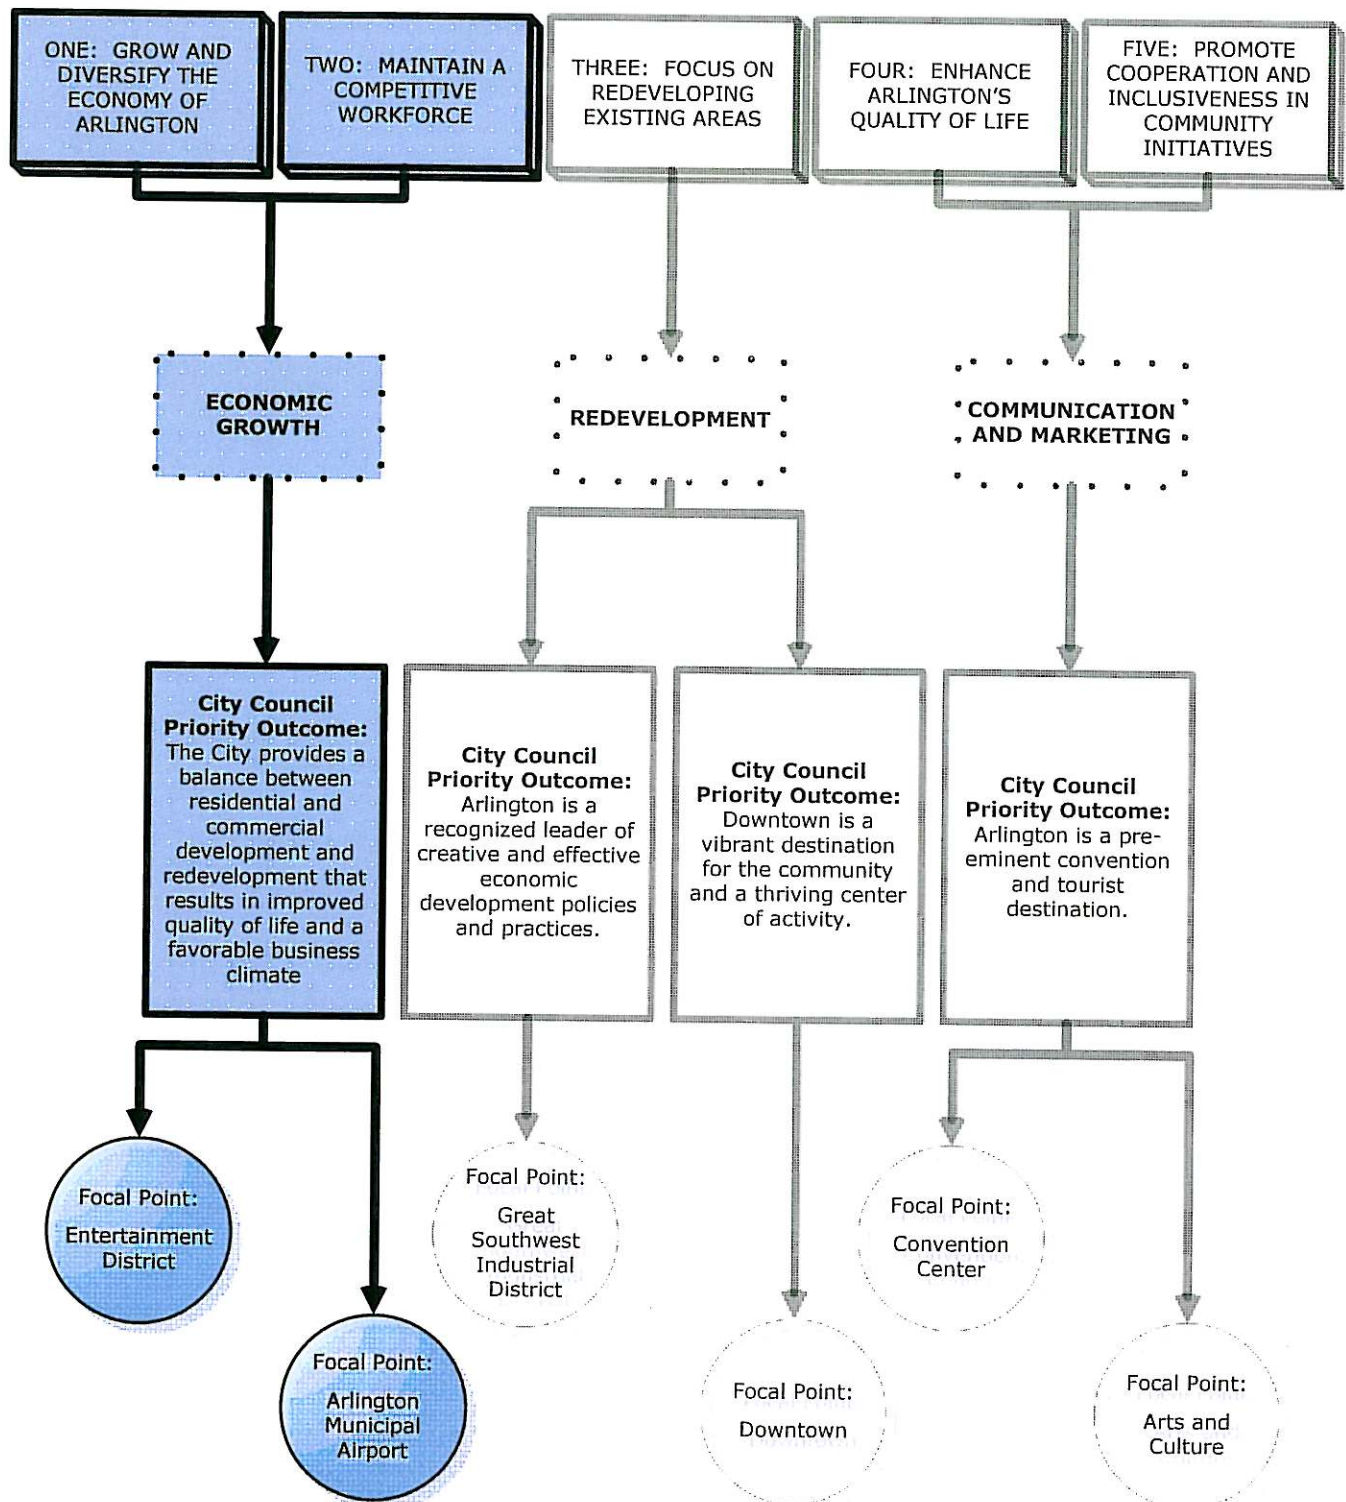 ONE: GROW AND
DIVERSIFY THE
ECONOMY OF
ARLINGTON
TWO: MAINTAIN A
COMPETITIVE
WORKFORCE
THREE: FOCUS ON
REDEVELOPING
EXISTING AREAS
FOUR: ENHANCE
ARLINGTON'S
QUALITY OF LIFE
FIVE: PROMOTE
COOPERATION AND
INCLUSIVENESS IN
COMMUNITY
INITIATIVES
ECONOMIC
GROWTH
REDEVELOPMENT
COMMUNICATION
AND MARKETING
City Council
Priority Outcome:
The City provides a
balance between
residential and
commercial
development and
redevelopment that
results in improved
quality of life and a
favorable business
climate
City Council
Priority Outcome:
Arlington is a
recognized leader of
creative and effective
economic
development policies
and practices.
City Council
Priority Outcome:
Downtown is a
vibrant destination
for the community
and a thriving center
of activity.
City Council
Priority Outcome:
Arlington is a pre-
eminent convention
and tourist
destination.
Focal Point:
Entertainment
District
Focal Point:
Arlington
Municipal
Airport
Focal Point:
Great
Southwest
Industrial
District
Focal Point:
Downtown
Focal Point:
Convention
Center
Focal Point:
Arts and
Culture